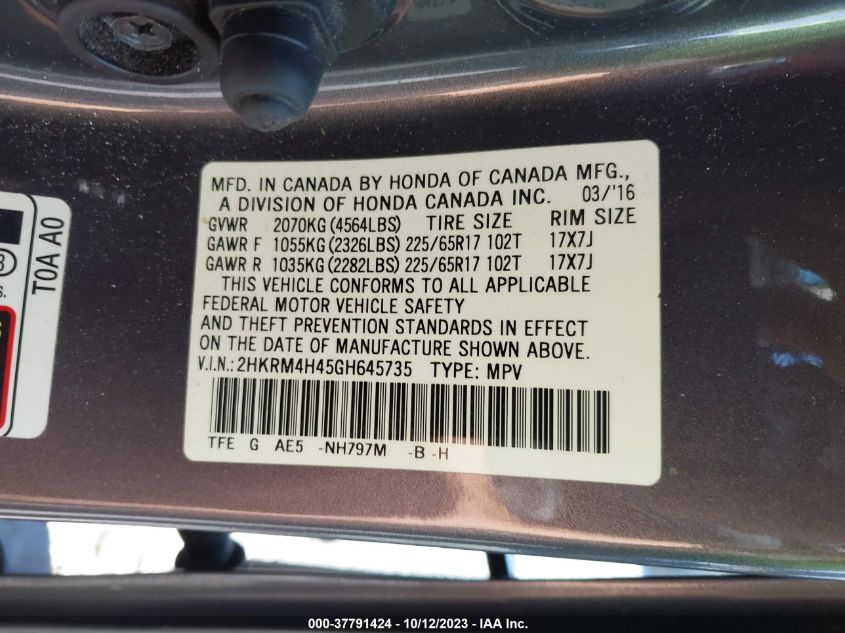 MFD. IN CANADA BY HONDA OF CANADA MFG.,
A DIVISION OF HONDA CANADA INC. 03/'16
GVWR 2070KG (4564LBS) TIRE SIZE RIM SIZE
GAWR F 1055KG (2326LBS) 225/65R17 102T 17X7J
GAWR R 1035KG (2282LBS) 225/65R17 102T 17X7J
THIS VEHICLE CONFORMS TO ALL APPLICABLE
FEDERAL MOTOR VEHICLE SAFETY
AND THEFT PREVENTION STANDARDS IN EFFECT
ON THE DATE OF MANUFACTURE SHOWN ABOVE.
V.I.N.: 2HKRM4H45GH645735 TYPE: MPV
TFE G AE5 -NH797M -B -H
T0A A0
000-37791424 - 10/12/2023 - IAA Inc.